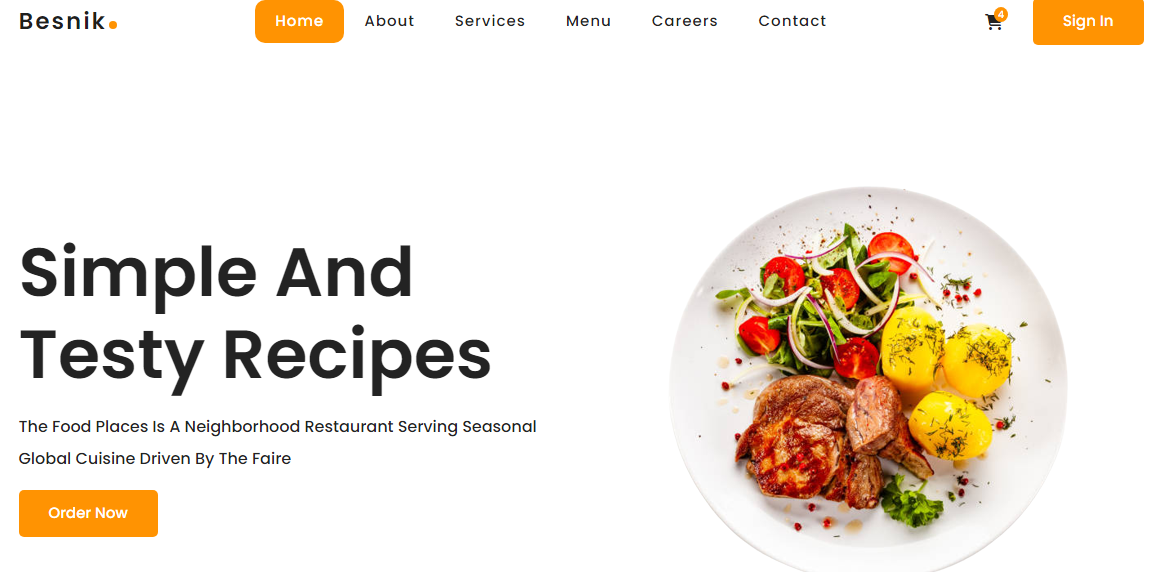 Besnik.
Home About Services Menu Careers Contact 4 Sign In
Simple And
Testy Recipes
The Food Places Is A Neighborhood Restaurant Serving Seasonal
Global Cuisine Driven By The Faire
Order Now